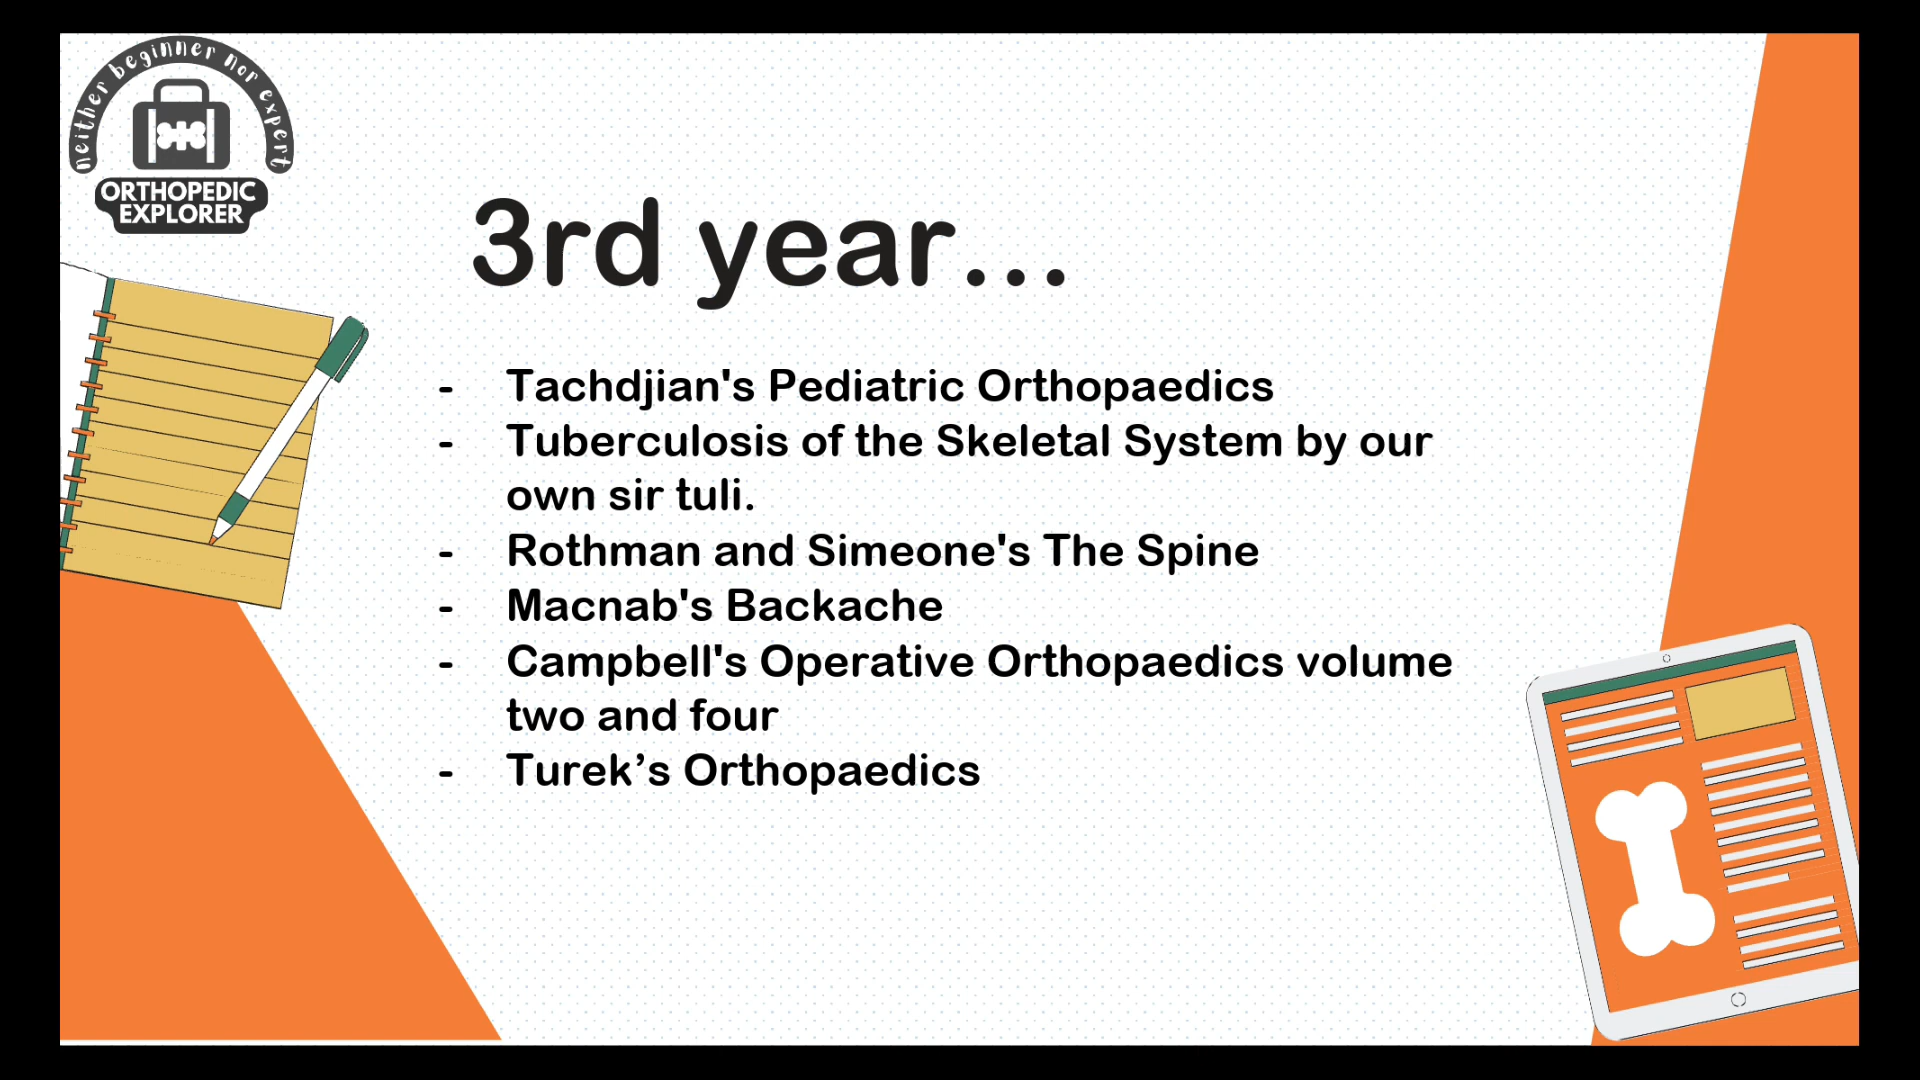 neither beginner nor expert
ORTHOPEDIC
EXPLORER
3rd year...
- Tachdjian's Pediatric Orthopaedics
- Tuberculosis of the Skeletal System by our
own sir tuli.
- Rothman and Simeone's The Spine
- Macnab's Backache
- Campbell's Operative Orthopaedics volume
two and four
- Turek’s Orthopaedics